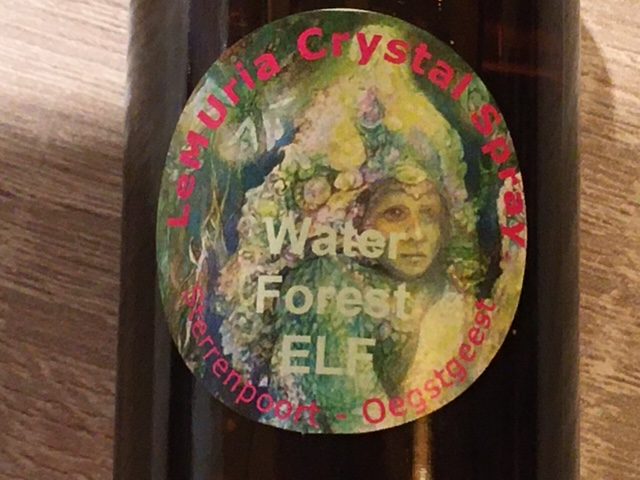 LeMUria Crystal Spray
Water
Forest
ELF
Sterrenpoort - Oegstgeest